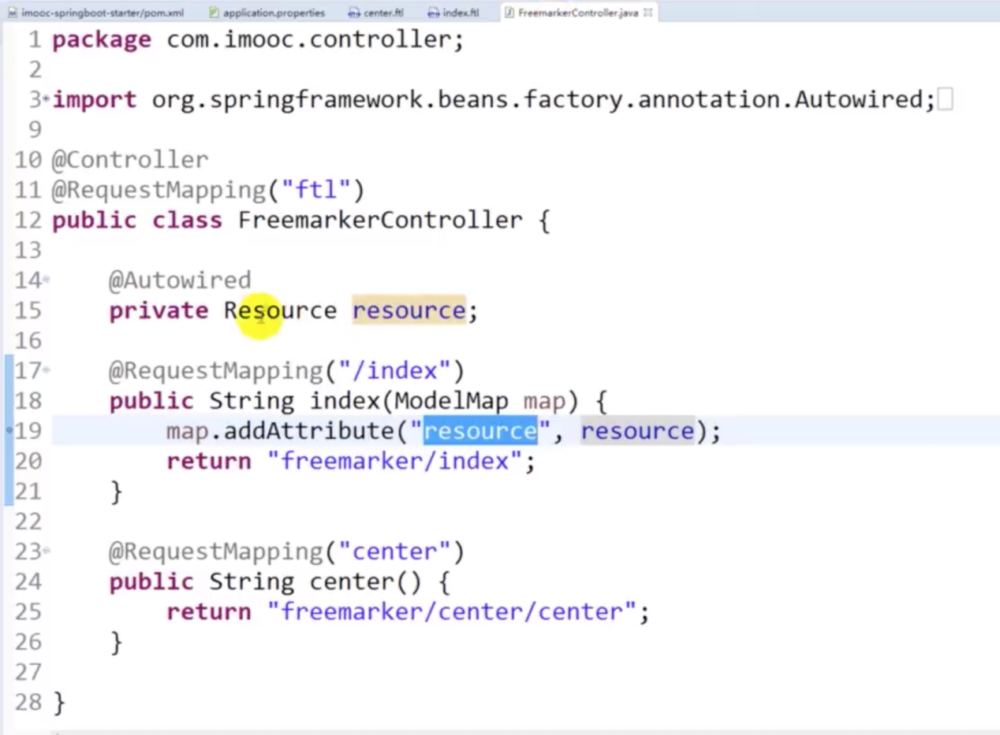 imooc-springboot-starter/pom.xml application.properties center.ftl index.ftl FreemarkerController.java
1 package com.imooc.controller;
2
3 import org.springframework.beans.factory.annotation.Autowired;
9
10 @Controller
11 @RequestMapping("ftl")
12 public class FreemarkerController {
13
14 @Autowired
15 private Resource resource;
16
17 @RequestMapping("/index")
18 public String index(ModelMap map) {
19 map.addAttribute("resource", resource);
20 return "freemarker/index";
21 }
22
23 @RequestMapping("center")
24 public String center() {
25 return "freemarker/center/center";
26 }
27
28 }